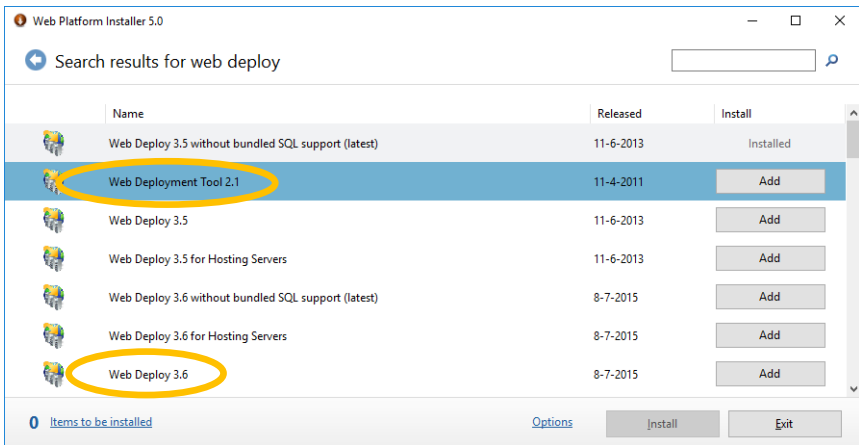 Web Platform Installer 5.0
Search results for web deploy
Name Released Install
Web Deploy 3.5 without bundled SQL support (latest) 11-6-2013 Installed
Web Deployment Tool 2.1 11-4-2011 Add
Web Deploy 3.5 11-6-2013 Add
Web Deploy 3.5 for Hosting Servers 11-6-2013 Add
Web Deploy 3.6 without bundled SQL support (latest) 8-7-2015 Add
Web Deploy 3.6 for Hosting Servers 8-7-2015 Add
Web Deploy 3.6 8-7-2015 Add
0 Items to be installed Options Install Exit